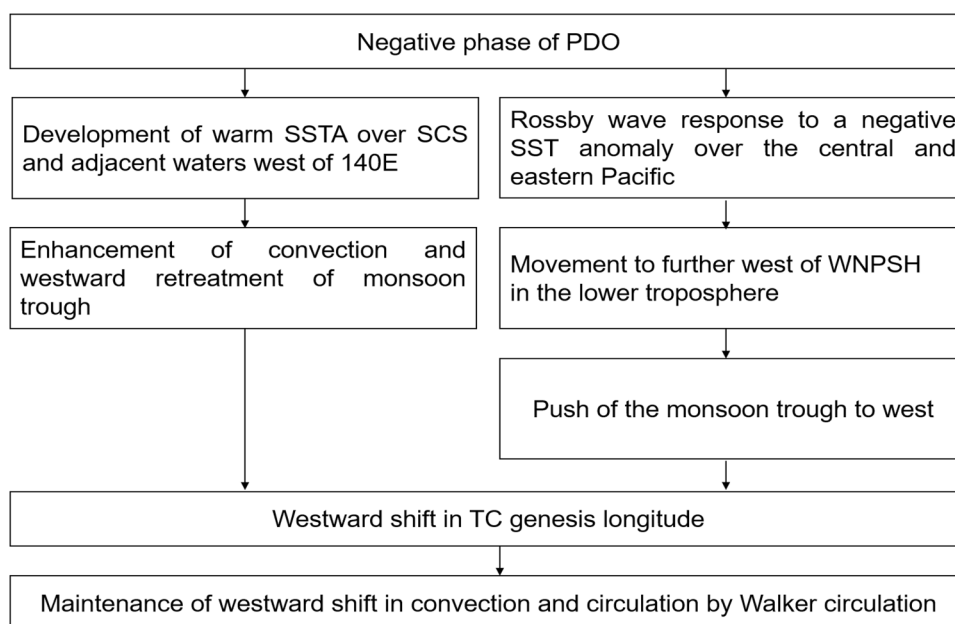 Negative phase of PDO
Development of warm SSTA over SCS
and adjacent waters west of 140E
Rossby wave response to a negative
SST anomaly over the central and
eastern Pacific
Enhancement of convection and
westward retreatment of monsoon
trough
Movement to further west of WNPSH
in the lower troposphere
Push of the monsoon trough to west
Westward shift in TC genesis longitude
Maintenance of westward shift in convection and circulation by Walker circulation